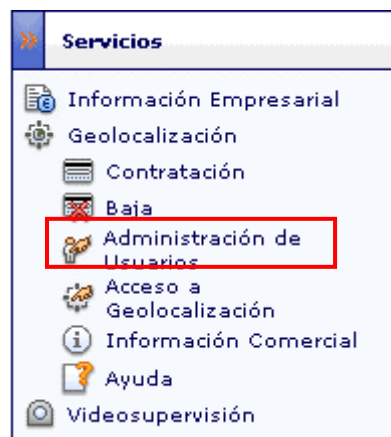 Servicios
Información Empresarial
Geolocalización
Contratación
Baja
Administración de
Usuarios
Acceso a
Geolocalización
Información Comercial
Ayuda
Videosupervisión